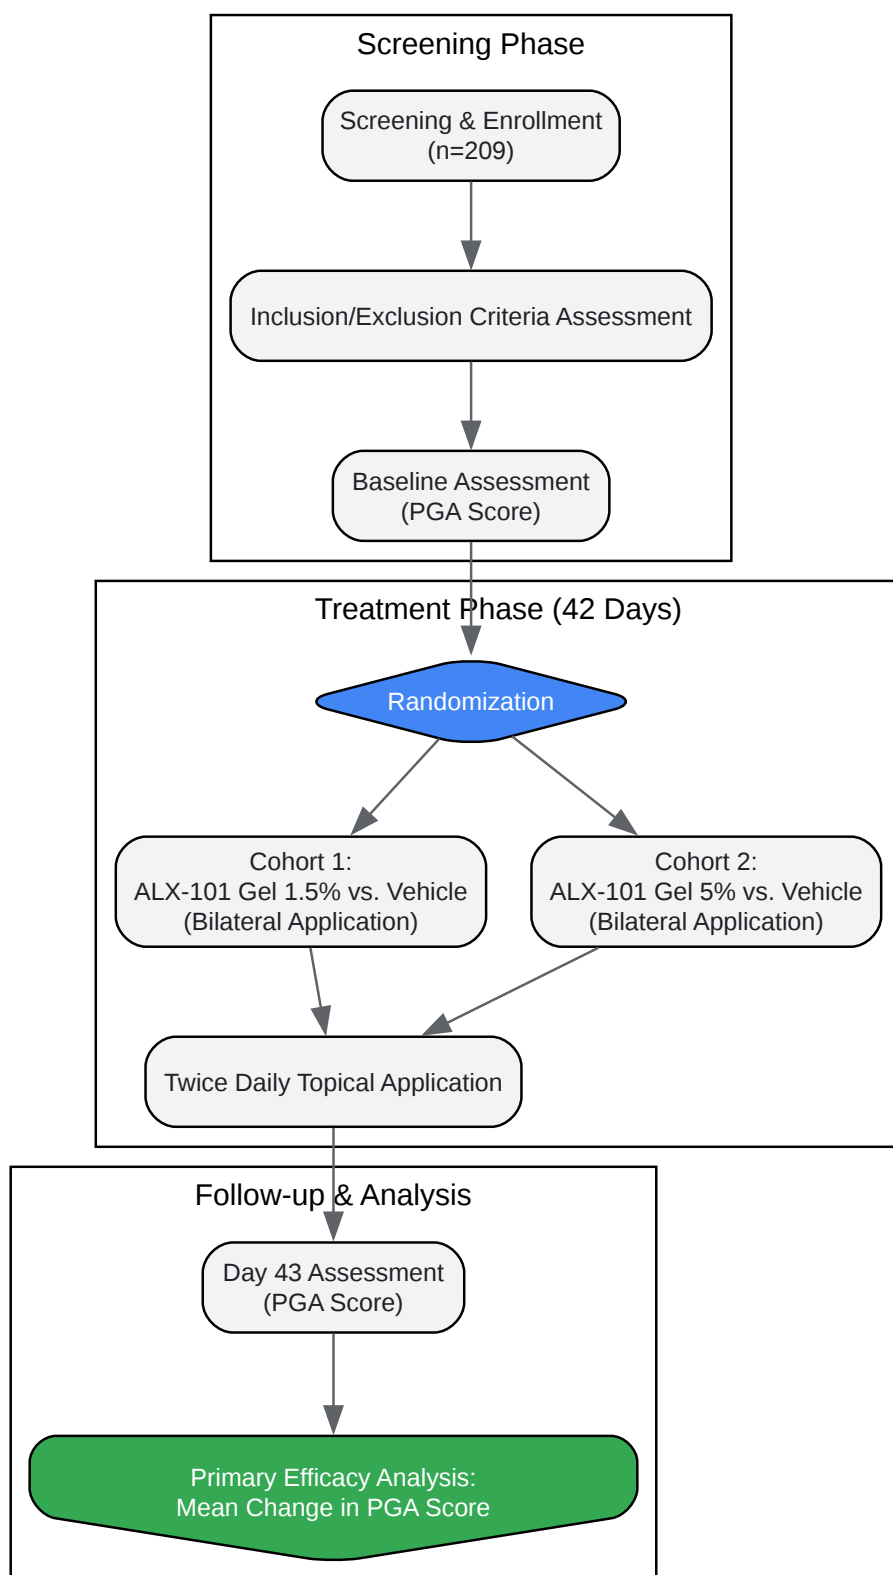 Screening Phase
Screening & Enrollment
(n=209)
Inclusion/Exclusion Criteria Assessment
Baseline Assessment
(PGA Score)
Treatment Phase (42 Days)
Randomization
Cohort 1:
ALX-101 Gel 1.5% vs. Vehicle
(Bilateral Application)
Cohort 2:
ALX-101 Gel 5% vs. Vehicle
(Bilateral Application)
Twice Daily Topical Application
Follow-up & Analysis
Day 43 Assessment
(PGA Score)
Primary Efficacy Analysis:
Mean Change in PGA Score